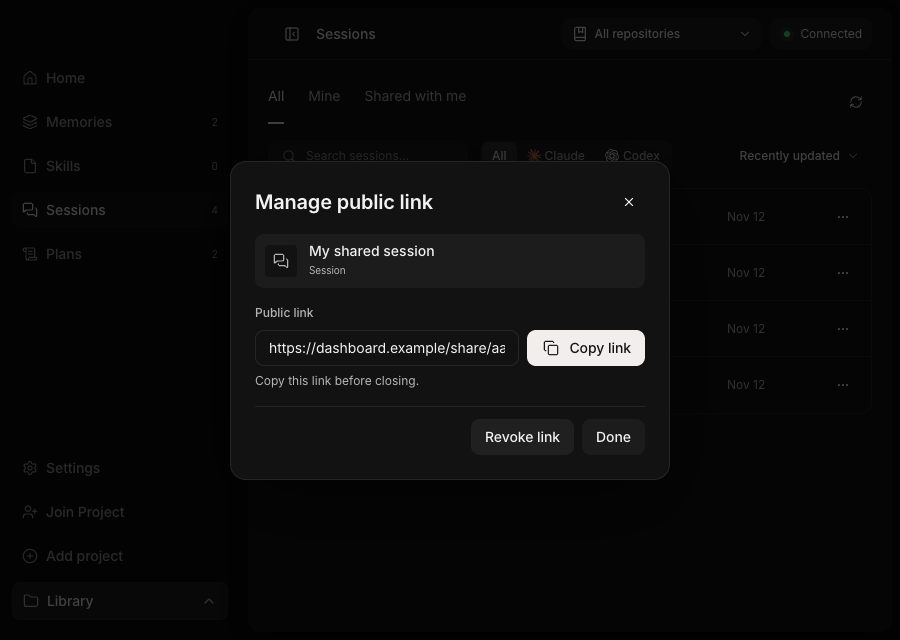 Sessions
All repositories
Connected
Home
All
Mine
Shared with me
Memories
2
Search sessions...
All
Claude
Codex
Recently updated
Skills
0
Manage public link
Sessions
4
Nov 12
My shared session
Session
Plans
2
Nov 12
Public link
Nov 12
https://dashboard.example/share/aa
Copy link
Copy this link before closing.
Nov 12
Revoke link
Done
Settings
Join Project
Add project
Library